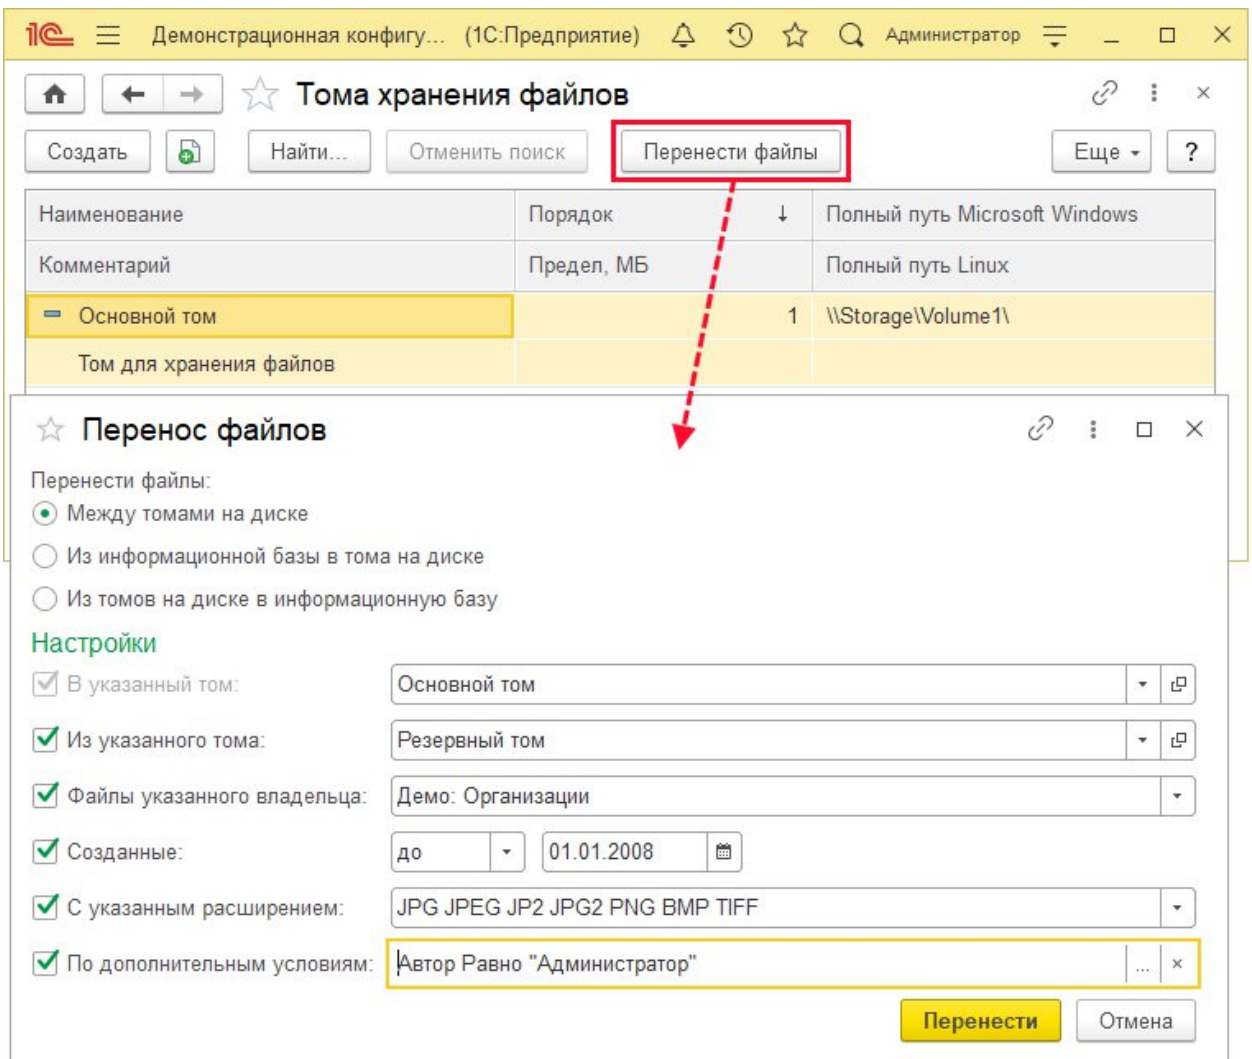 1С Демонстрационная конфигу... (1С:Предприятие) Администратор
Тома хранения файлов
Создать Найти... Отменить поиск Перенести файлы Еще ?
Наименование Порядок ↓ Полный путь Microsoft Windows
Комментарий Предел, МБ Полный путь Linux
Основной том 1 \\Storage\Volume1\
Том для хранения файлов
Перенос файлов
Перенести файлы:
Между томами на диске
Из информационной базы в тома на диске
Из томов на диске в информационную базу
Настройки
В указанный том: Основной том
Из указанного тома: Резервный том
Файлы указанного владельца: Демо: Организации
Созданные: до 01.01.2008
С указанным расширением: JPG JPEG JP2 JPG2 PNG BMP TIFF
По дополнительным условиям: Автор Равно "Администратор" ...
Перенести Отмена